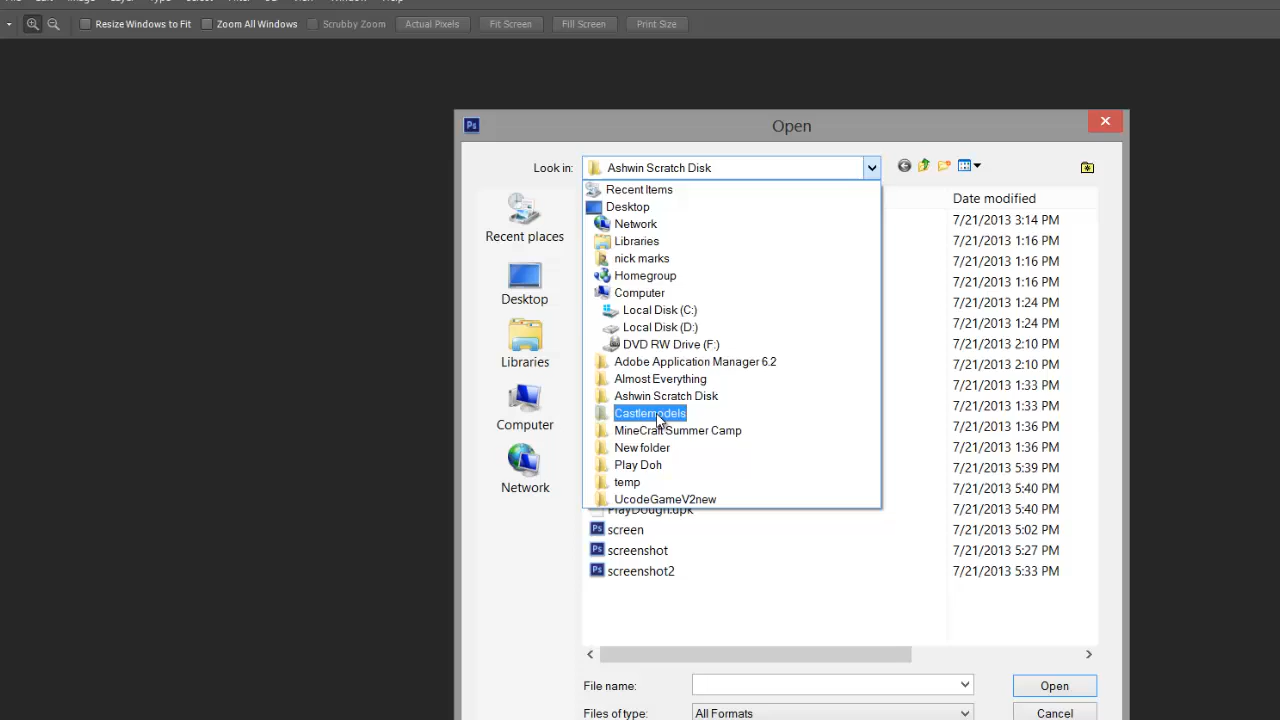 Resize Windows to Fit Zoom All Windows Scrubby Zoom Actual Pixels Fit Screen Fill Screen Print Size
Ps Open
Look in: Ashwin Scratch Disk
Recent places
Desktop
Libraries
Computer
Network
Recent Items
Desktop
Network
Libraries
nick marks
Homegroup
Computer
Local Disk (C:)
Local Disk (D:)
DVD RW Drive (F:)
Adobe Application Manager 6.2
Almost Everything
Ashwin Scratch Disk
Castlemodels
MineCraft Summer Camp
New folder
Play Doh
temp
UcodeGameV2new
PlayDough.upk
Ps screen
Ps screenshot
Ps screenshot2
Date modified
7/21/2013 3:14 PM
7/21/2013 1:16 PM
7/21/2013 1:16 PM
7/21/2013 1:16 PM
7/21/2013 1:24 PM
7/21/2013 1:24 PM
7/21/2013 2:10 PM
7/21/2013 2:10 PM
7/21/2013 1:33 PM
7/21/2013 1:33 PM
7/21/2013 1:36 PM
7/21/2013 1:36 PM
7/21/2013 5:39 PM
7/21/2013 5:40 PM
7/21/2013 5:40 PM
7/21/2013 5:02 PM
7/21/2013 5:27 PM
7/21/2013 5:33 PM
File name: Open
Files of type: All Formats Cancel